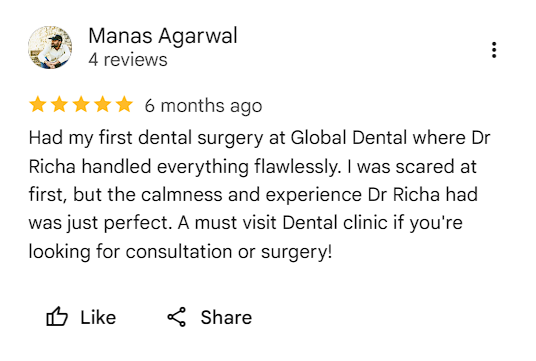 Manas Agarwal
4 reviews
6 months ago
Had my first dental surgery at Global Dental where Dr
Richa handled everything flawlessly. I was scared at
first, but the calmness and experience Dr Richa had
was just perfect. A must visit Dental clinic if you're
looking for consultation or surgery!
Like Share